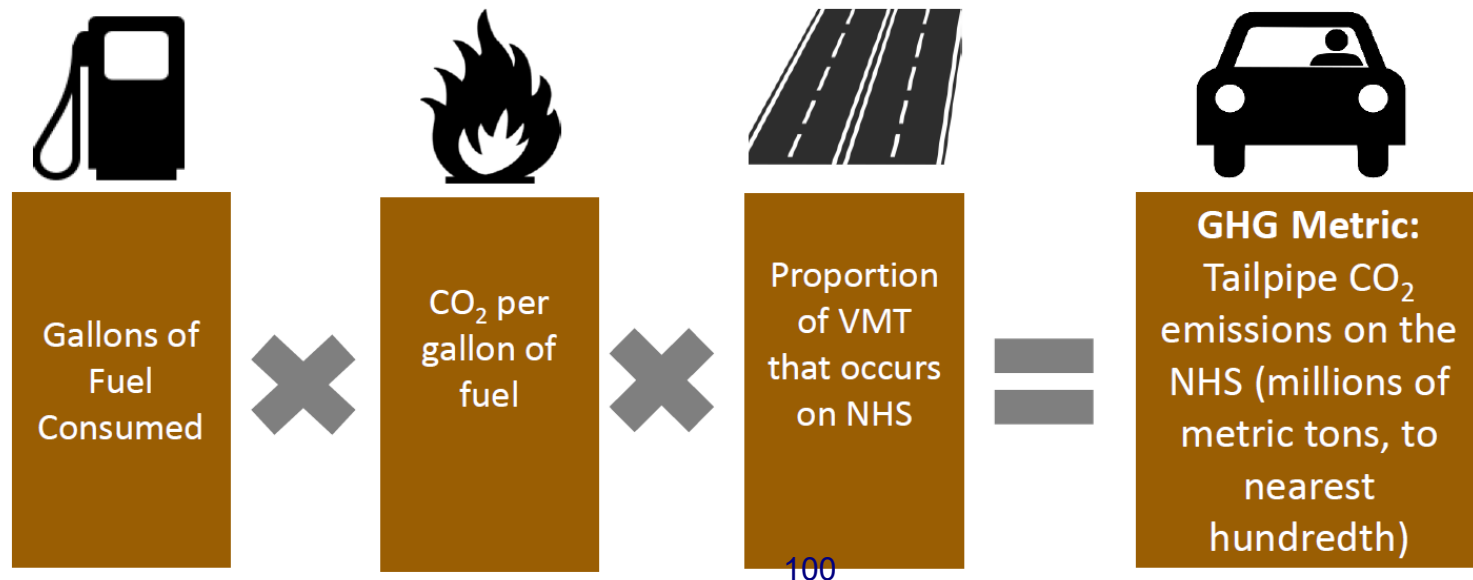 Gallons of
Fuel
Consumed
CO₂ per
gallon of
fuel
Proportion
of VMT
that occurs
on NHS
GHG Metric:
Tailpipe CO₂
emissions on the
NHS (millions of
metric tons, to
nearest
hundredth)
100